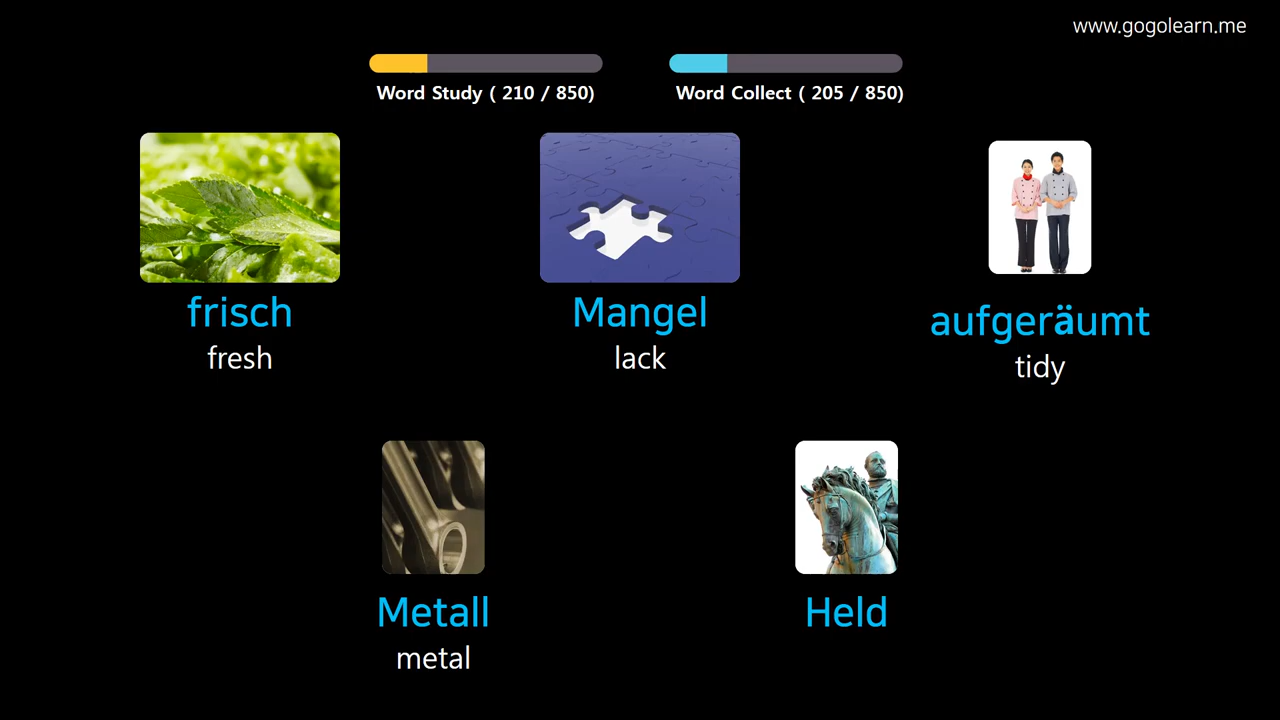 www.gogolearn.me
Word Study ( 210 / 850)
Word Collect ( 205 / 850)
frisch
fresh
Mangel
lack
aufgeräumt
tidy
Metall
metal
Held